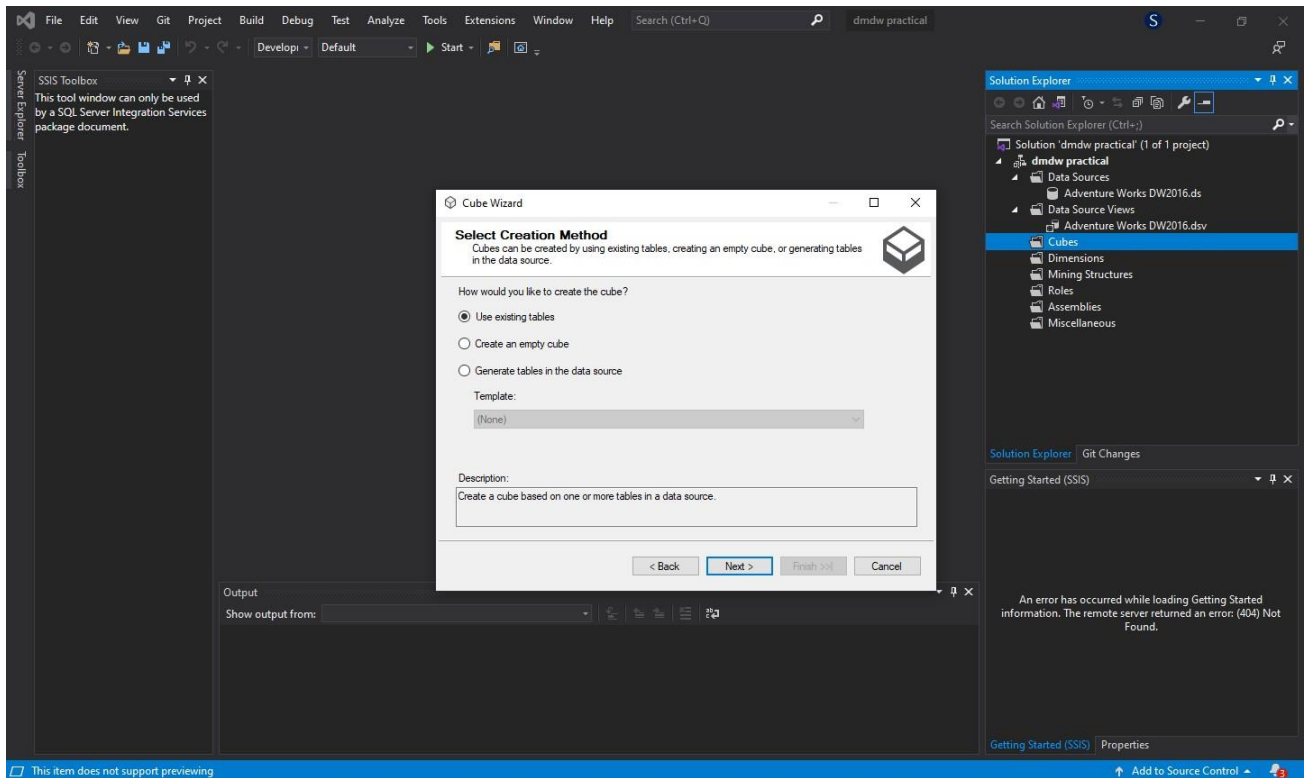 File Edit View Git Project Build Debug Test Analyze Tools Extensions Window Help Search (Ctrl+Q) dmdw practical S
Developı Default Start
Server Explorer
Toolbox
SSIS Toolbox
This tool window can only be used
by a SQL Server Integration Services
package document.
Cube Wizard
Select Creation Method
Cubes can be created by using existing tables, creating an empty cube, or generating tables
in the data source.
How would you like to create the cube?
Use existing tables
Create an empty cube
Generate tables in the data source
Template:
(None)
Description:
Create a cube based on one or more tables in a data source.
< Back Next > Finish >>| Cancel
Output
Show output from:
Solution Explorer
Search Solution Explorer (Ctrl+;)
Solution 'dmdw practical' (1 of 1 project)
dmdw practical
Data Sources
Adventure Works DW2016.ds
Data Source Views
Adventure Works DW2016.dsv
Cubes
Dimensions
Mining Structures
Roles
Assemblies
Miscellaneous
Solution Explorer Git Changes
Getting Started (SSIS)
An error has occurred while loading Getting Started
information. The remote server returned an error: (404) Not
Found.
Getting Started (SSIS) Properties
This item does not support previewing Add to Source Control 3